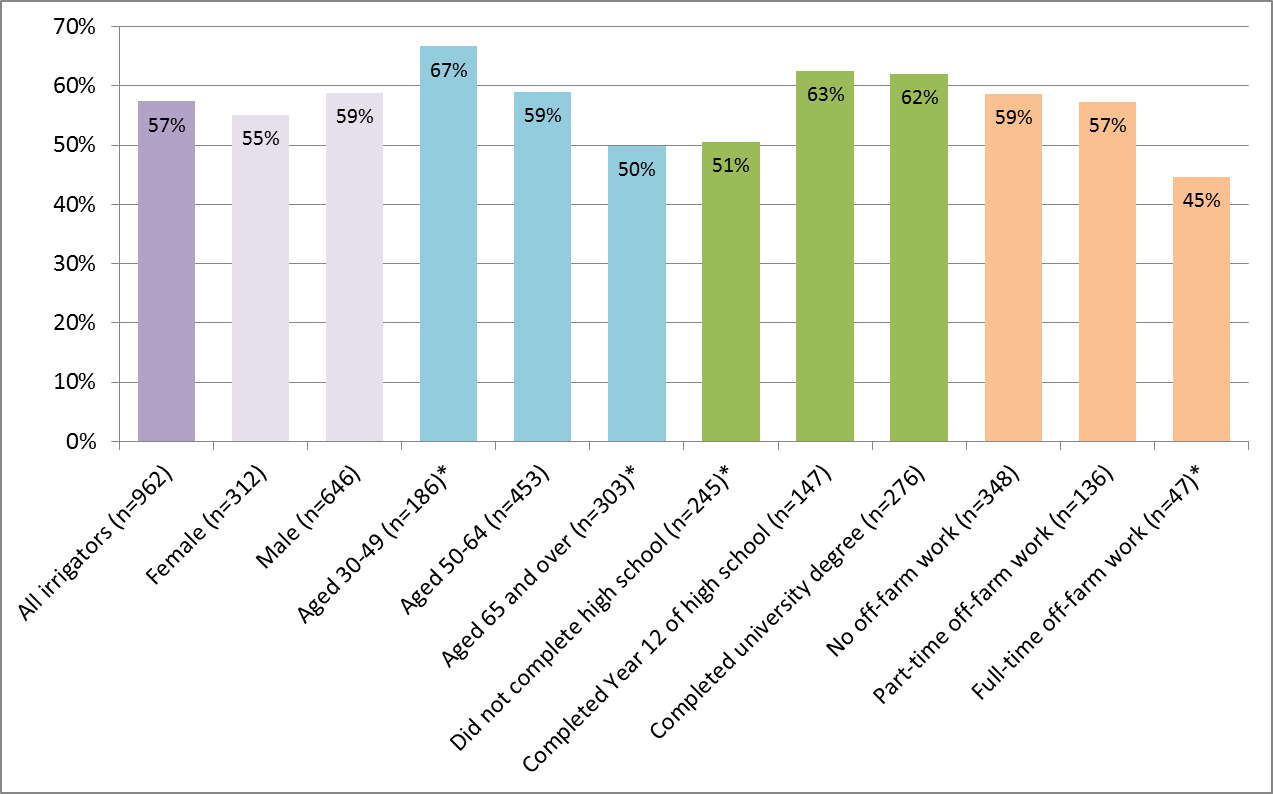 70%
60%
50%
40%
30%
20%
10%
0%
57%
55%
59%
67%
59%
50%
51%
63%
62%
59%
57%
45%
All irrigators (n=962)
Female (n=312)
Male (n=646)
Aged 30-49 (n=186)*
Aged 50-64 (n=453)
Aged 65 and over (n=303)*
Did not complete high school (n=245)*
Completed Year 12 of high school (n=147)
Completed university degree (n=276)
No off-farm work (n=348)
Part-time off-farm work (n=136)
Full-time off-farm work (n=47)*